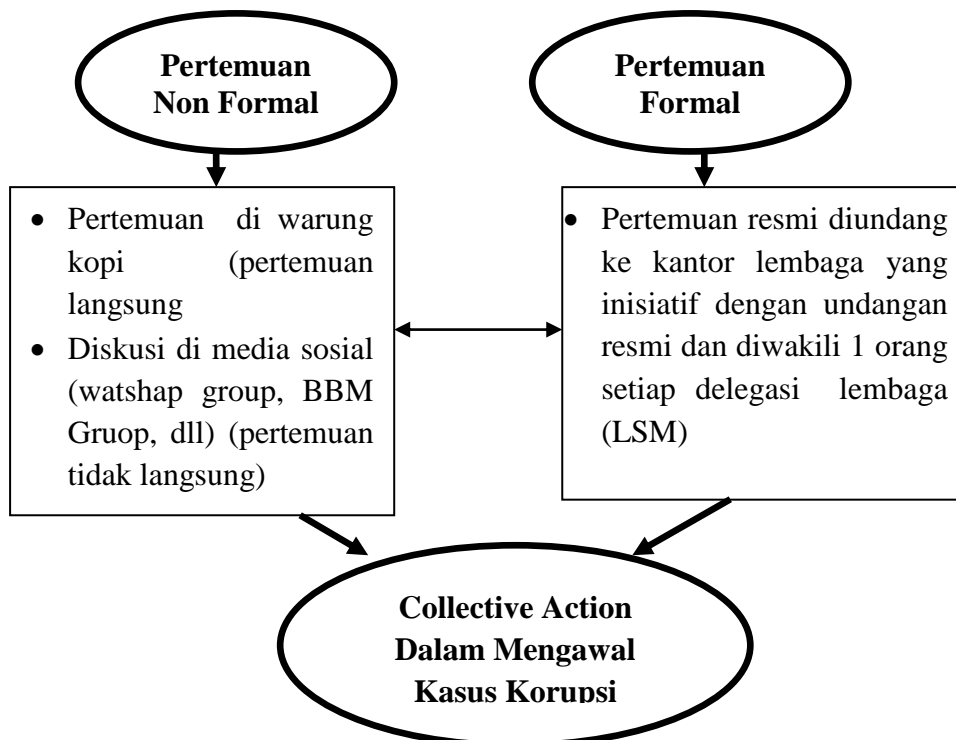 Pertemuan
Non Formal
Pertemuan
Formal
• Pertemuan di warung
kopi (pertemuan
langsung
• Diskusi di media sosial
(watshap group, BBM
Gruop, dll) (pertemuan
tidak langsung)
• Pertemuan resmi diundang
ke kantor lembaga yang
inisiatif dengan undangan
resmi dan diwakili 1 orang
setiap delegasi lembaga
(LSM)
Collective Action
Dalam Mengawal
Kasus Korupsi